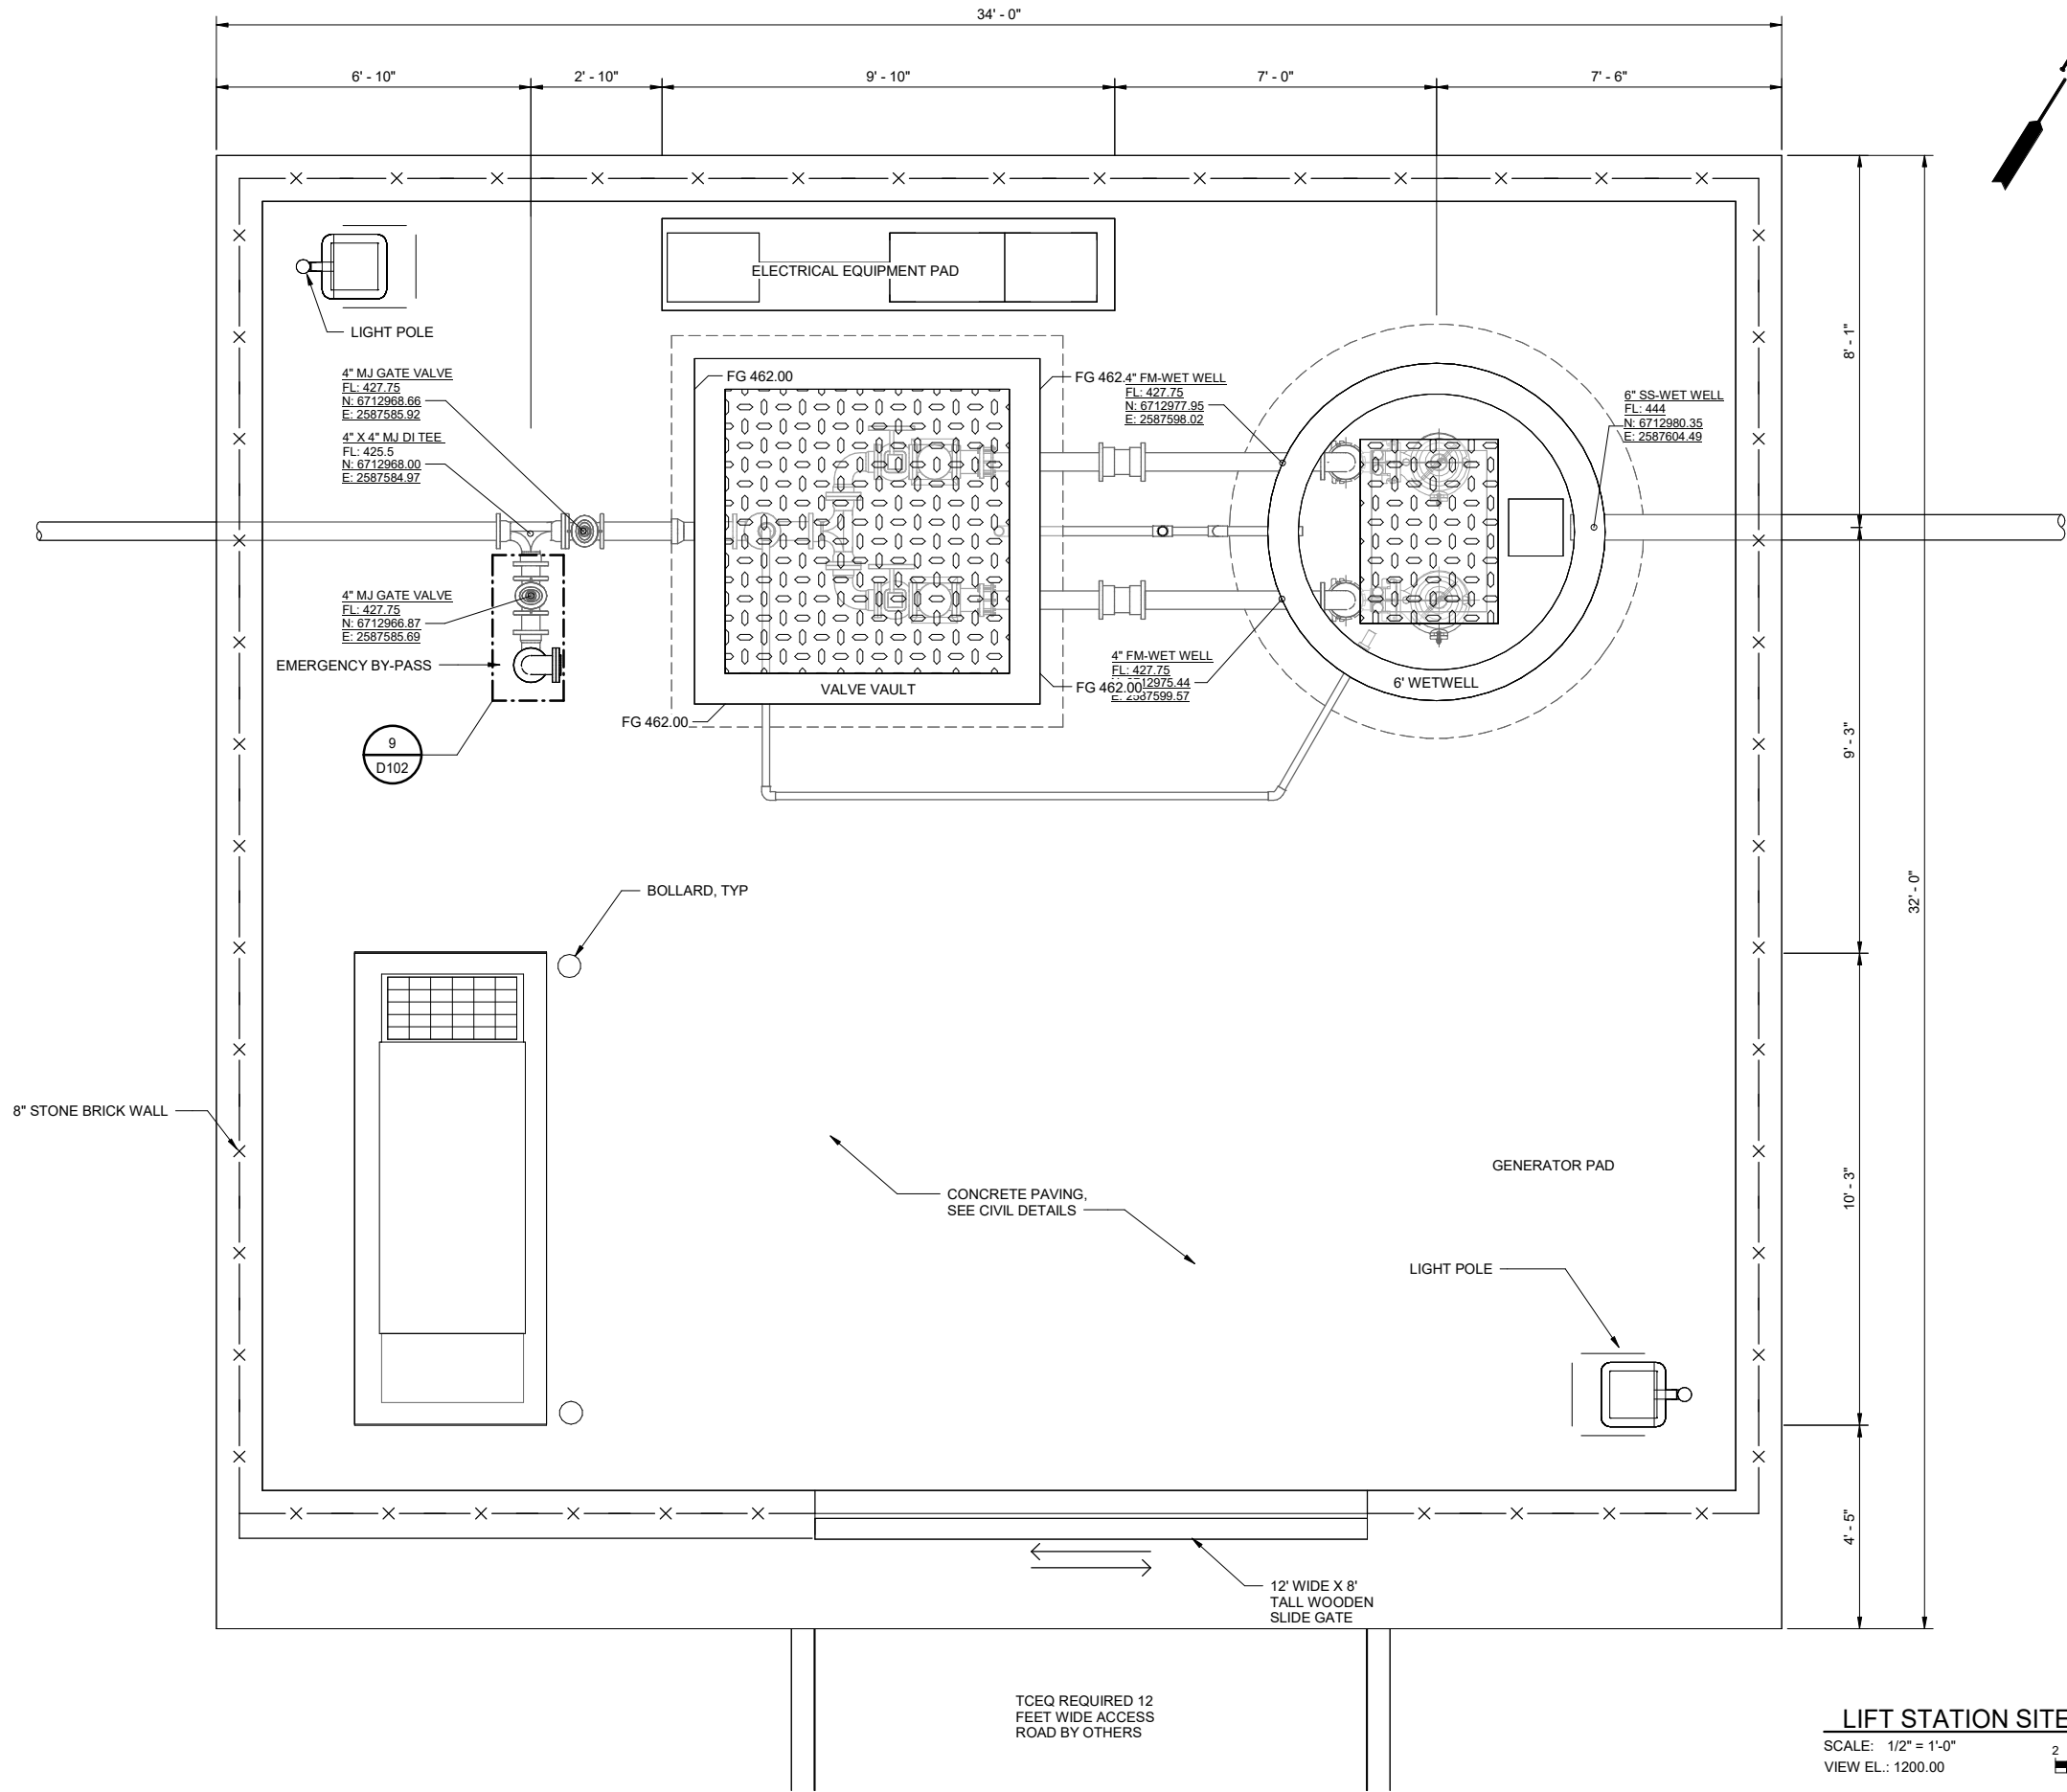 34' - 0"
6' - 10"
2' - 10"
9' - 10"
7' - 0"
7' - 6"
ELECTRICAL EQUIPMENT PAD
LIGHT POLE
8' - 1"
4" MJ GATE VALVE
FL: 427.75
N: 6712968.66
E: 2587585.92
4" X 4" MJ DI TEE
FL: 425.5
N: 6712968.00
E: 2587584.97
FG 462.00
FG 462.
4" FM-WET WELL
FL: 427.75
N: 6712977.95
E: 2587598.02
6" SS-WET WELL
FL: 444
N: 6712980.35
E: 2587604.49
4" MJ GATE VALVE
FL: 427.75
N: 6712966.87
E: 2587585.69
EMERGENCY BY-PASS
4" FM-WET WELL
FL: 427.75
FG 462.00
12975.44
E: 2587599.57
VALVE VAULT
6' WETWELL
FG 462.00
9
D102
9' - 3"
BOLLARD, TYP
32' - 0"
8" STONE BRICK WALL
CONCRETE PAVING,
SEE CIVIL DETAILS
GENERATOR PAD
10' - 3"
LIGHT POLE
4' - 5"
12' WIDE X 8'
TALL WOODEN
SLIDE GATE
TCEQ REQUIRED 12
FEET WIDE ACCESS
ROAD BY OTHERS
LIFT STATION SITE
SCALE: 1/2" = 1'-0"
VIEW EL.: 1200.00
2